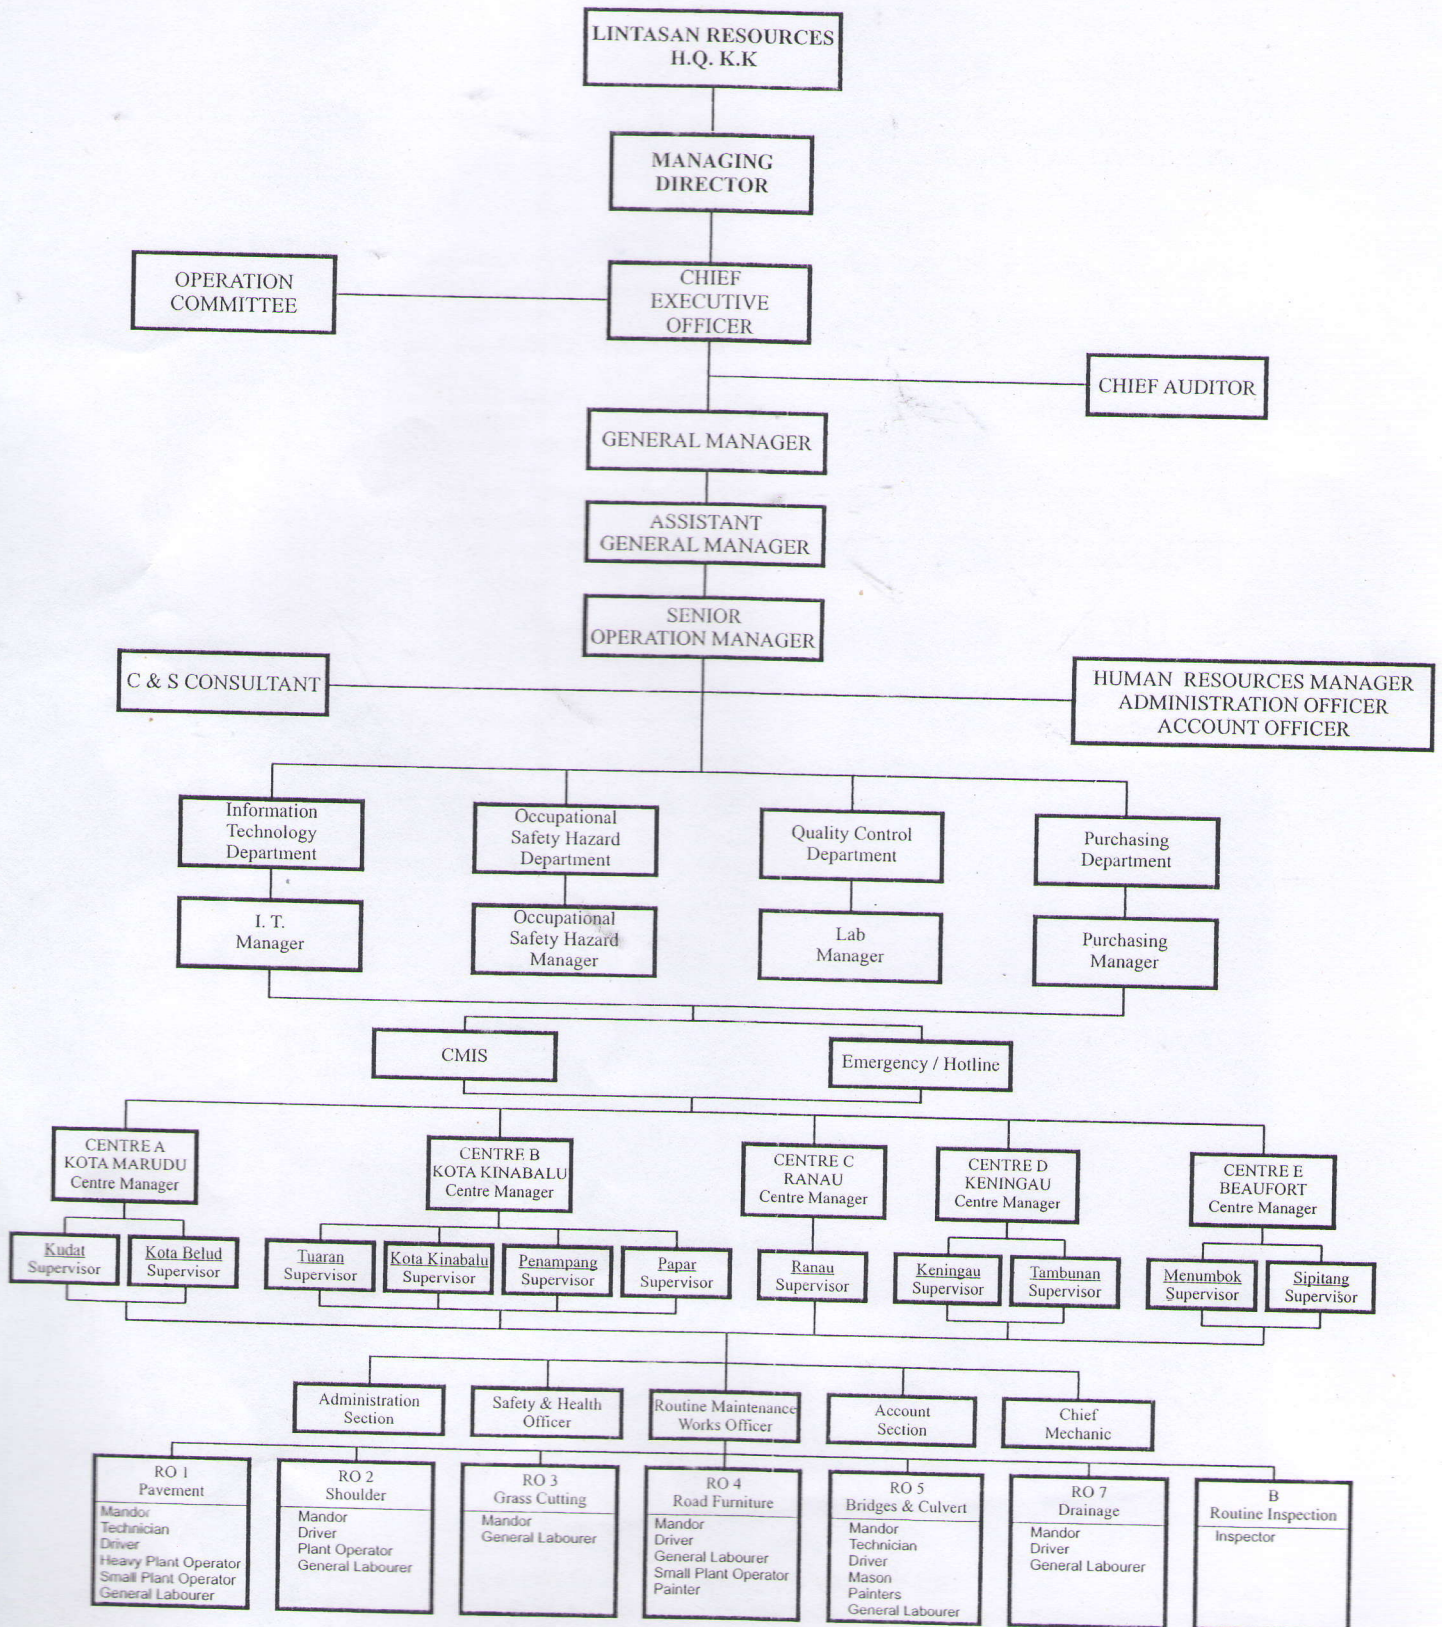 LINTASAN RESOURCES
H.Q. K.K
MANAGING
DIRECTOR
OPERATION
COMMITTEE
CHIEF
EXECUTIVE
OFFICER
CHIEF AUDITOR
GENERAL MANAGER
ASSISTANT
GENERAL MANAGER
SENIOR
OPERATION MANAGER
C & S CONSULTANT
HUMAN RESOURCES MANAGER
ADMINISTRATION OFFICER
ACCOUNT OFFICER
Information
Technology
Department
Occupational
Safety Hazard
Department
Quality Control
Department
Purchasing
Department
I. T.
Manager
Occupational
Safety Hazard
Manager
Lab
Manager
Purchasing
Manager
CMIS
Emergency / Hotline
CENTRE A
KOTA MARUDU
Centre Manager
CENTRE B
KOTA KINABALU
Centre Manager
CENTRE C
RANAU
Centre Manager
CENTRE D
KENINGAU
Centre Manager
CENTRE E
BEAUFORT
Centre Manager
Kudat
Supervisor
Kota Belud
Supervisor
Tuaran
Supervisor
Kota Kinabalu
Supervisor
Penampang
Supervisor
Papar
Supervisor
Ranau
Supervisor
Keningau
Supervisor
Tambunan
Supervisor
Menumbok
Supervisor
Sipitang
Supervisor
Administration
Section
Safety & Health
Officer
Routine Maintenance
Works Officer
Account
Section
Chief
Mechanic
RO 1
Pavement
Mandor
Technician
Driver
Heavy Plant Operator
Small Plant Operator
General Labourer
RO 2
Shoulder
Mandor
Driver
Plant Operator
General Labourer
RO 3
Grass Cutting
Mandor
General Labourer
RO 4
Road Furniture
Mandor
Driver
General Labourer
Small Plant Operator
Painter
RO 5
Bridges & Culvert
Mandor
Technician
Driver
Mason
Painters
General Labourer
RO 7
Drainage
Mandor
Driver
General Labourer
B
Routine Inspection
Inspector